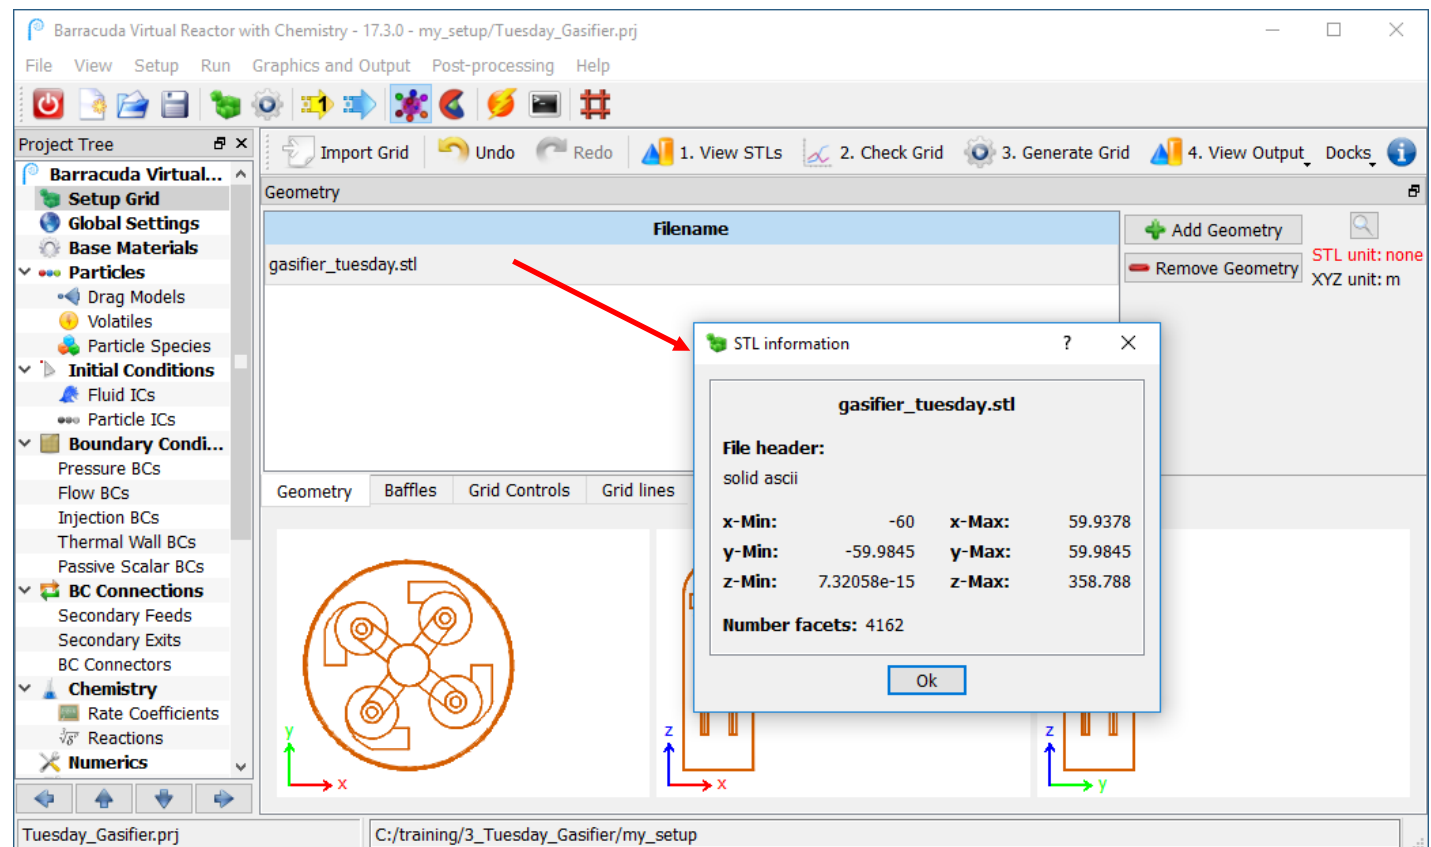 Barracuda Virtual Reactor with Chemistry - 17.3.0 - my_setup/Tuesday_Gasifier.prj
File View Setup Run Graphics and Output Post-processing Help
1
Project Tree
Import Grid Undo Redo 1. View STLs 2. Check Grid 3. Generate Grid 4. View Output Docks
Barracuda Virtual...
Setup Grid
Global Settings
Base Materials
Particles
Drag Models
Volatiles
Particle Species
Initial Conditions
Fluid ICs
Particle ICs
Boundary Condi...
Pressure BCs
Flow BCs
Injection BCs
Thermal Wall BCs
Passive Scalar BCs
BC Connections
Secondary Feeds
Secondary Exits
BC Connectors
Chemistry
Rate Coefficients
Reactions
Numerics
Geometry
Filename
gasifier_tuesday.stl
Add Geometry
Remove Geometry
STL unit: none
XYZ unit: m
STL information ?
gasifier_tuesday.stl
File header:
solid ascii
x-Min: -60 x-Max: 59.9378
y-Min: -59.9845 y-Max: 59.9845
z-Min: 7.32058e-15 z-Max: 358.788
Number facets: 4162
Ok
Geometry Baffles Grid Controls Grid lines
y
x
z
x
z
y
Tuesday_Gasifier.prj C:/training/3_Tuesday_Gasifier/my_setup